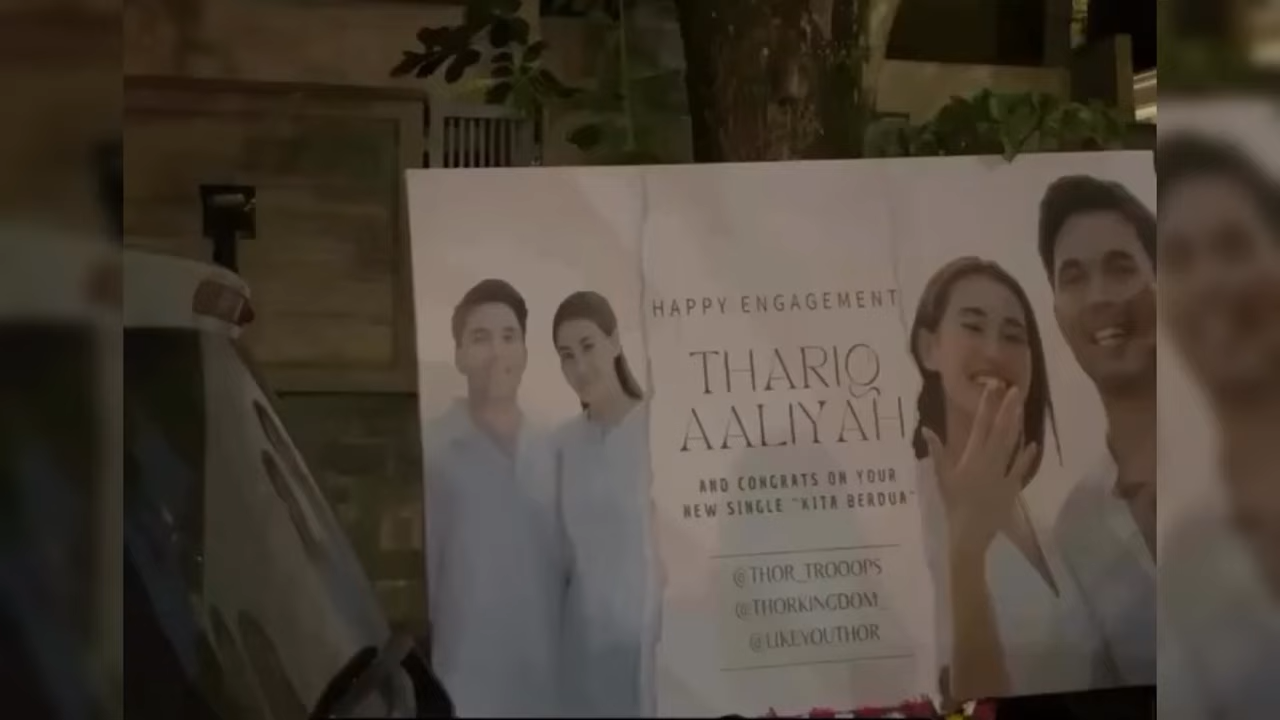 HAPPY ENGAGEMENT
THARIQ
AALIYAH
AND CONGRATS ON YOUR
NEW SINGLE "KITA BERDUA"
@THOR_TROOOPS
@THORKINGDOM_
@LIKEYOUTHOR